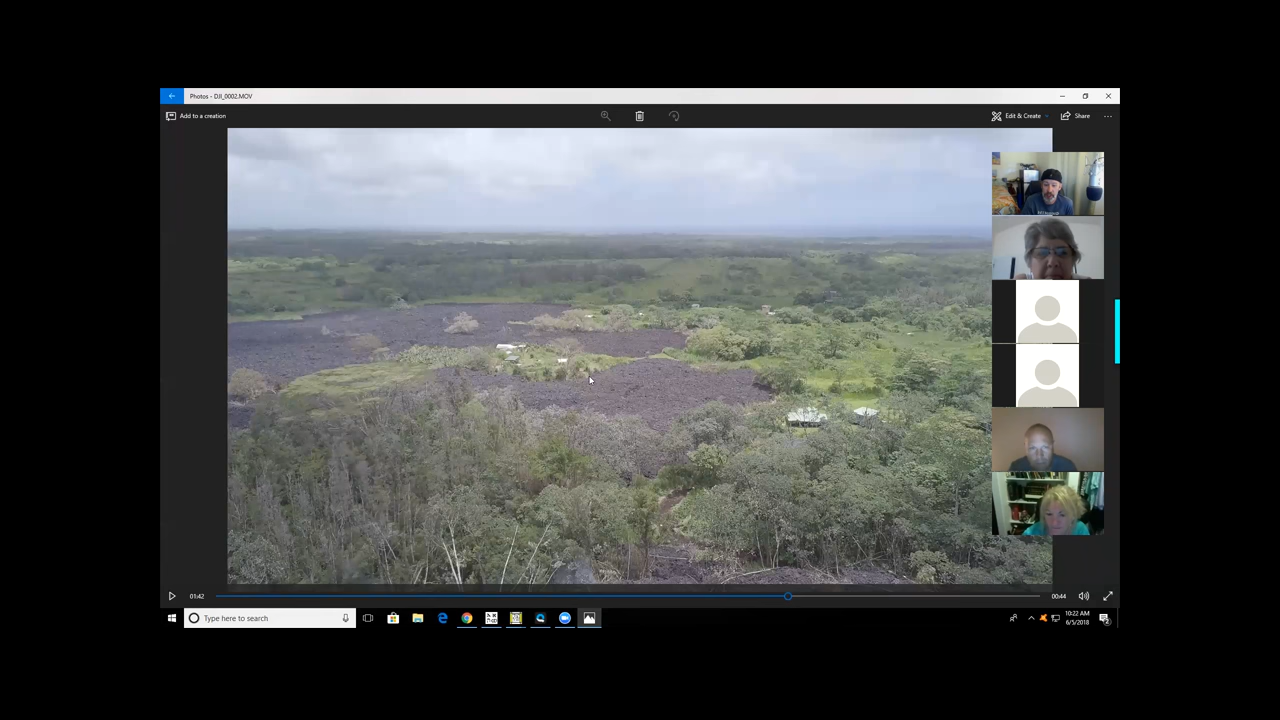 Photos - DJI_0002.MOV
Add to a creation
Edit & Create
Share
01:42
00:44
Type here to search
10:22 AM
6/5/2018